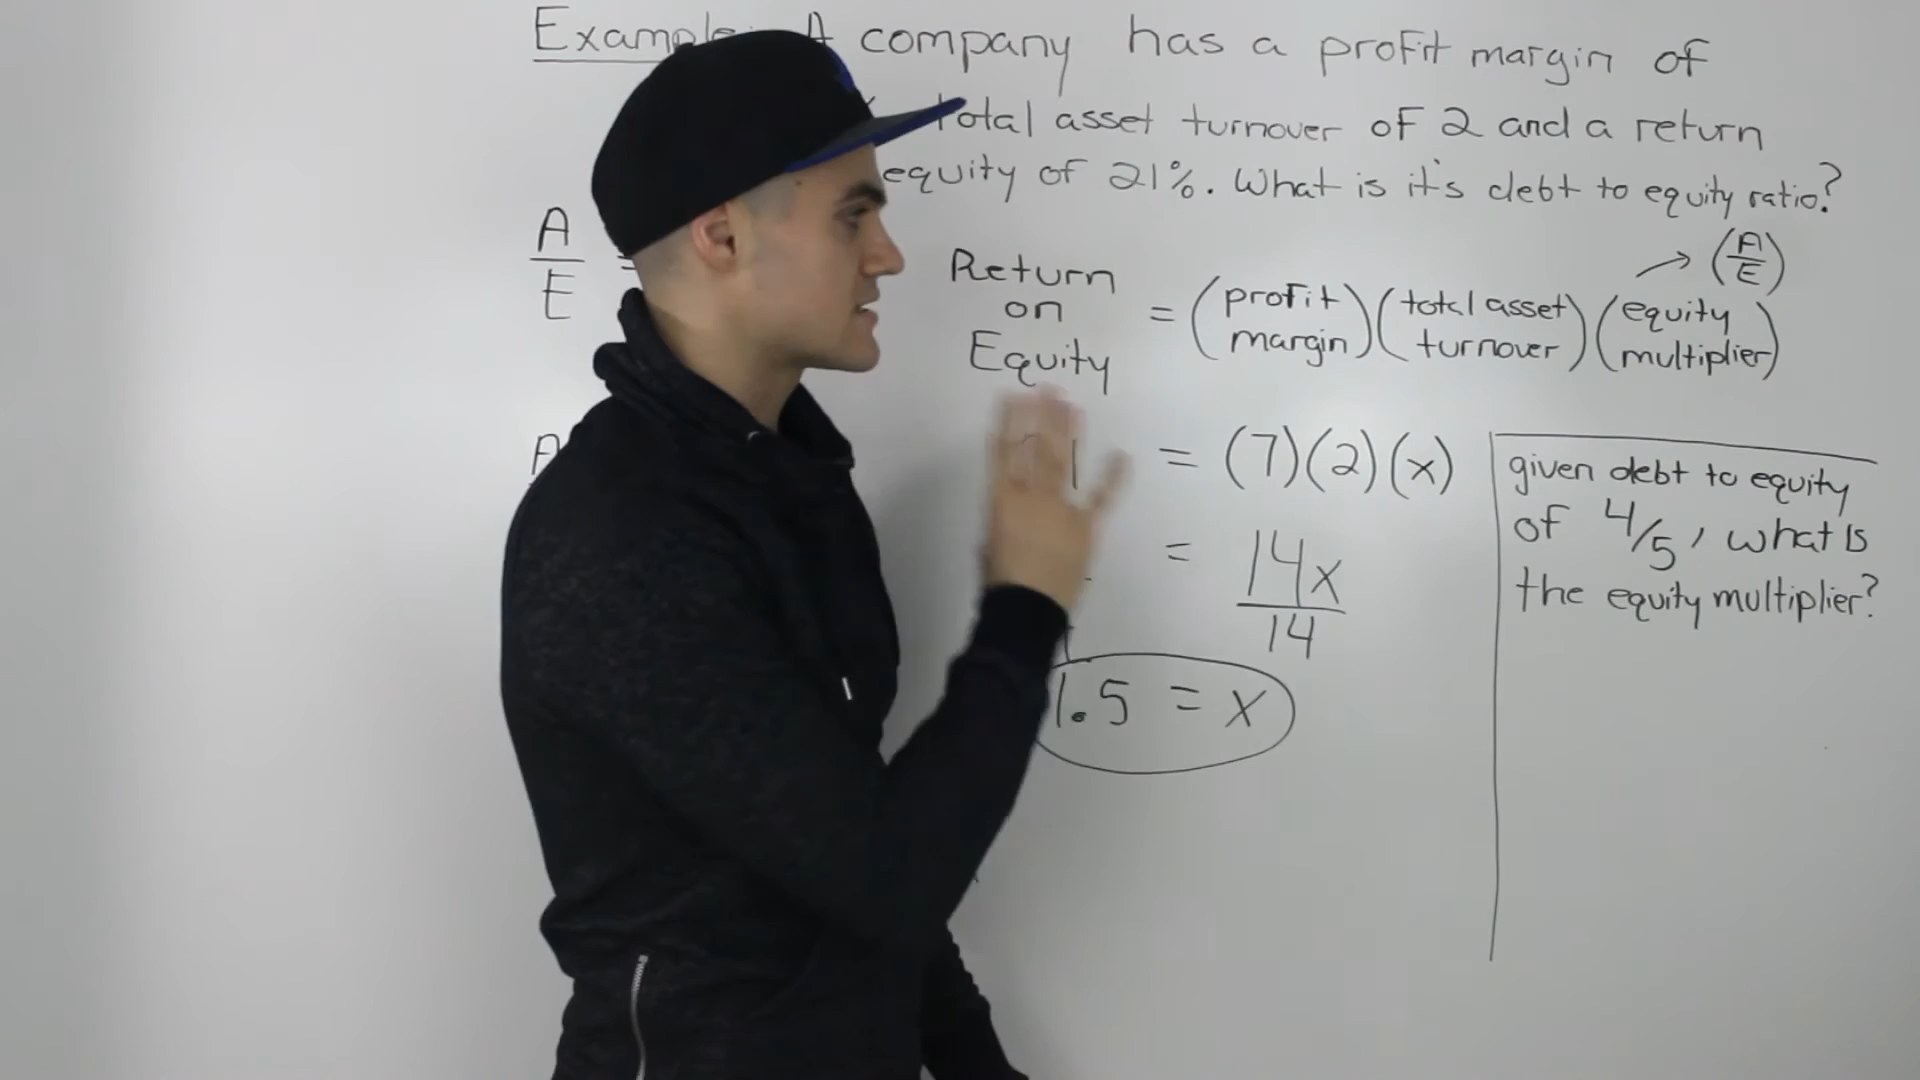 Example: A company has a profit margin of
total asset turnover of 2 and a return
equity of 21%. What is it's debt to equity ratio?
A
E
=
Return
on
Equity
= (profit margin)(total asset turnover)(equity multiplier)
→ (A/E)
= (7)(2)(x)
= 14x
14
1.5 = x
given debt to equity
of 4/5, what is
the equity multiplier?